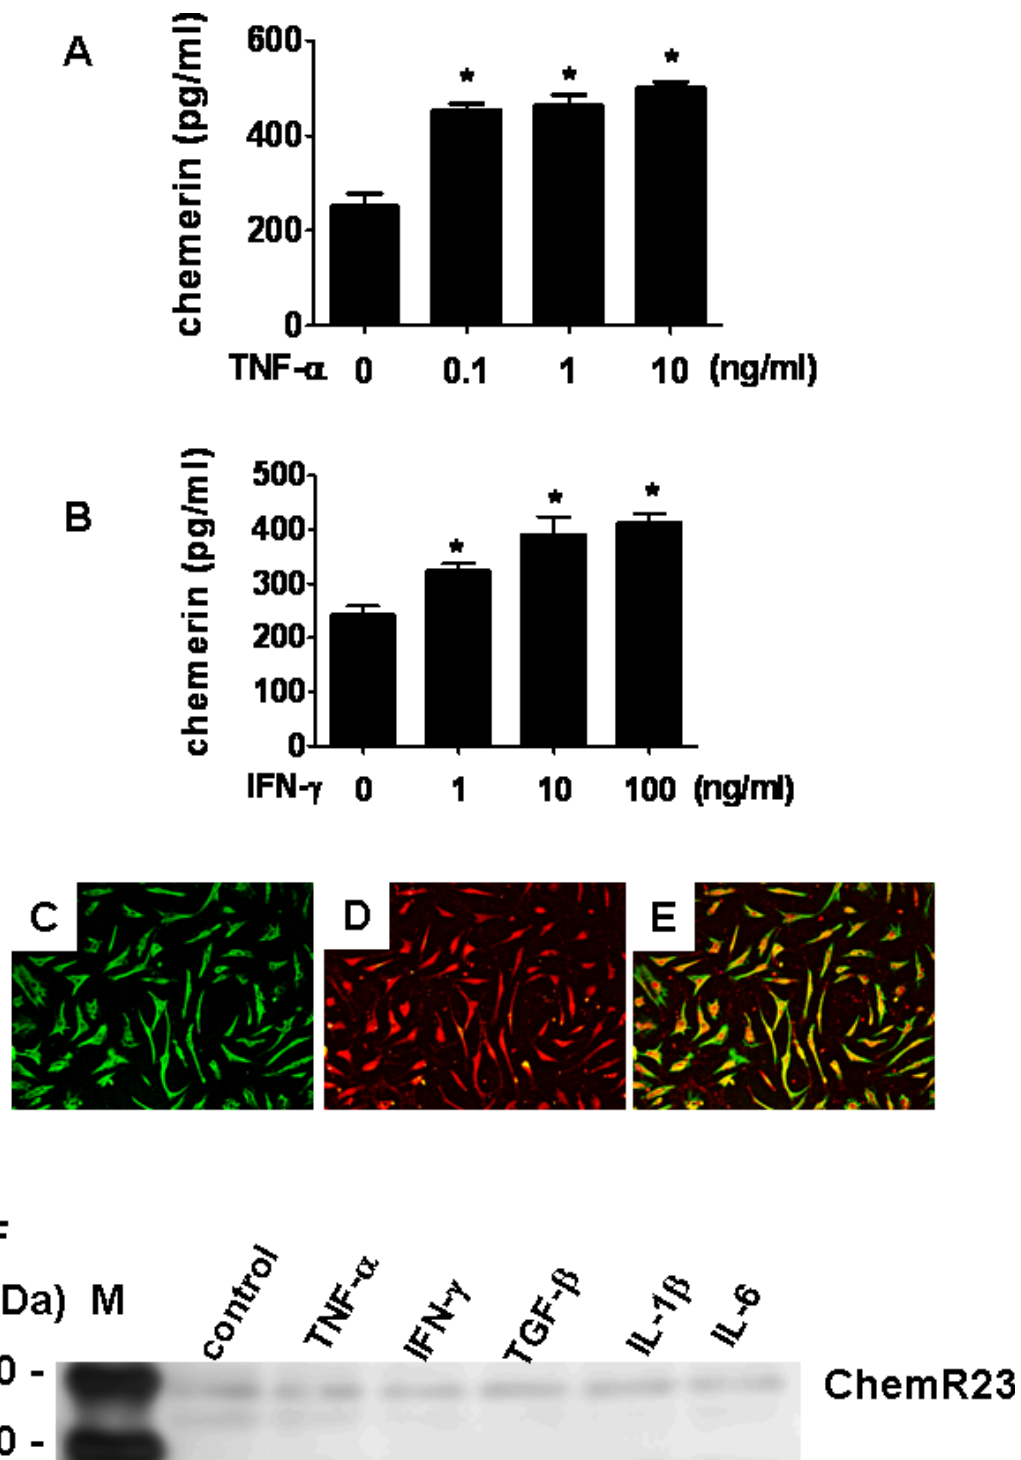 A
chemerin (pg/ml)
600
400
200
0
* * *
TNF-α 0 0.1 1 10 (ng/ml)
B
chemerin (pg/ml)
500
400
300
200
100
0
* * *
IFN-γ 0 1 10 100 (ng/ml)
C D E
Da) M control TNF-α IFN-γ TGF-β IL-1β IL-6
0 - ChemR23
0 -